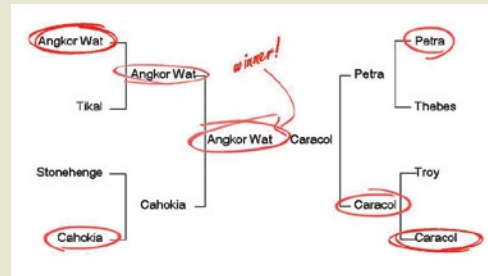 Angkor Wat
Tikal
Angkor Wat
Stonehenge
Cahokia
Cahokia
Angkor Wat
winner!
Caracol
Petra
Caracol
Petra
Thebes
Troy
Caracol